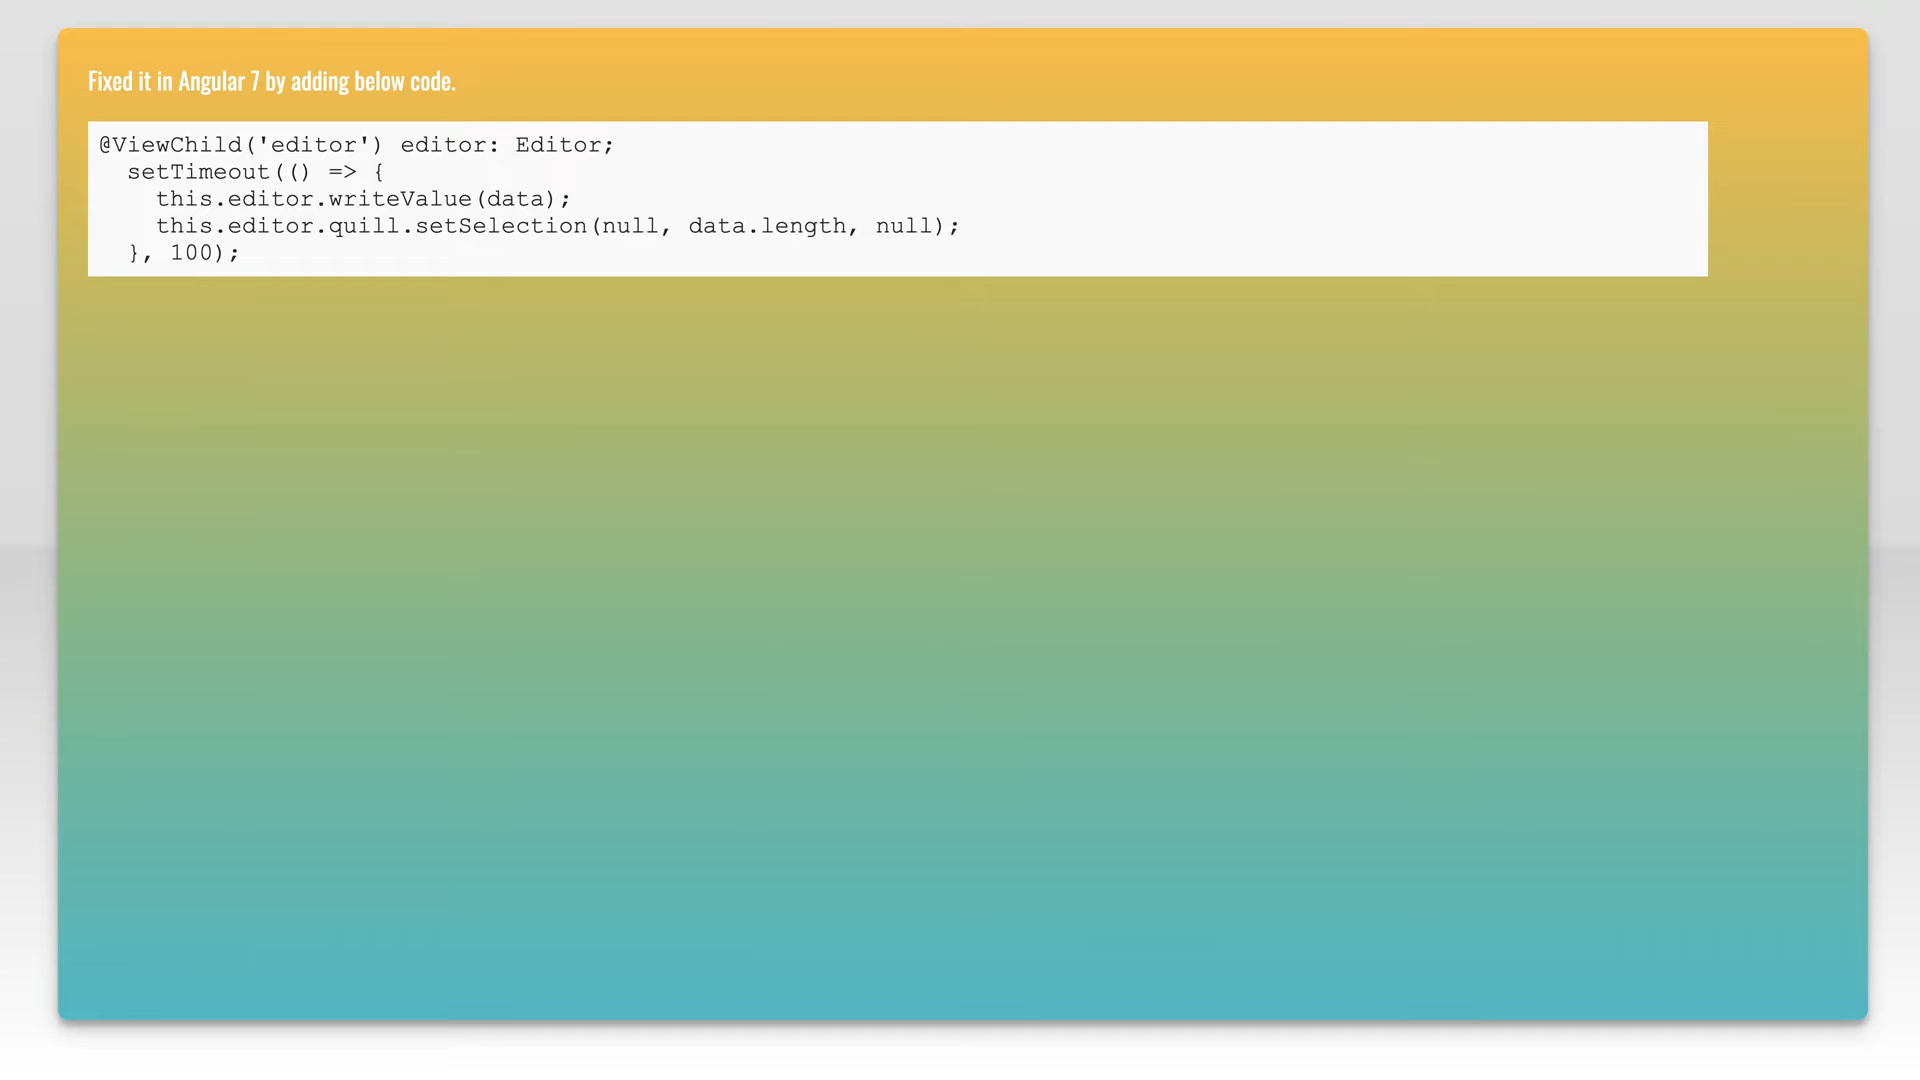 Fixed it in Angular 7 by adding below code.
@ViewChild('editor') editor: Editor;
  setTimeout(() => {
    this.editor.writeValue(data);
    this.editor.quill.setSelection(null, data.length, null);
  }, 100);